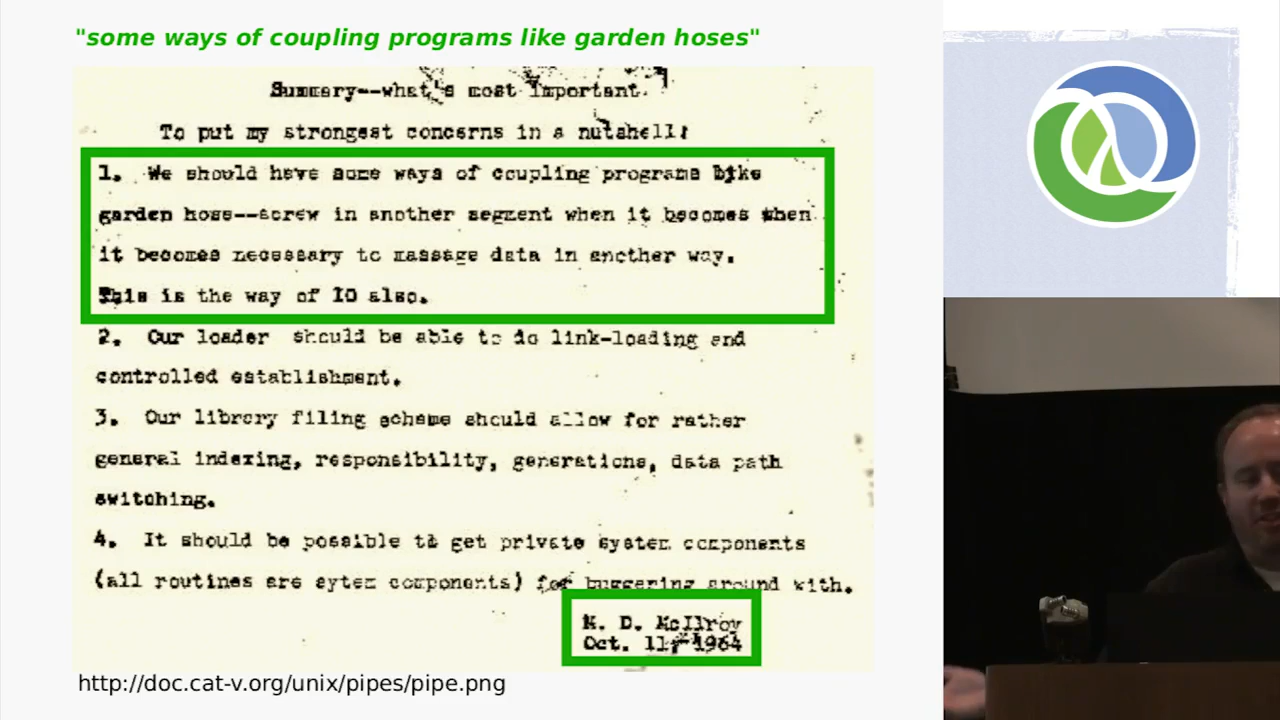 "some ways of coupling programs like garden hoses"
Summary--what's most important.
To put my strongest concerns in a nutshell:
1. We should have some ways of coupling programs like
garden hose--screw in another segment when it becomes when
it becomes necessary to massage data in another way.
This is the way of IO also.
2. Our loader should be able to do link-loading and
controlled establishment.
3. Our library filing scheme should allow for rather
general indexing, responsibility, generations, data path
switching.
4. It should be possible to get private system components
(all routines are sytem components) for buggering around with.
M. D. McIlroy
Oct. 11, 1964
http://doc.cat-v.org/unix/pipes/pipe.png